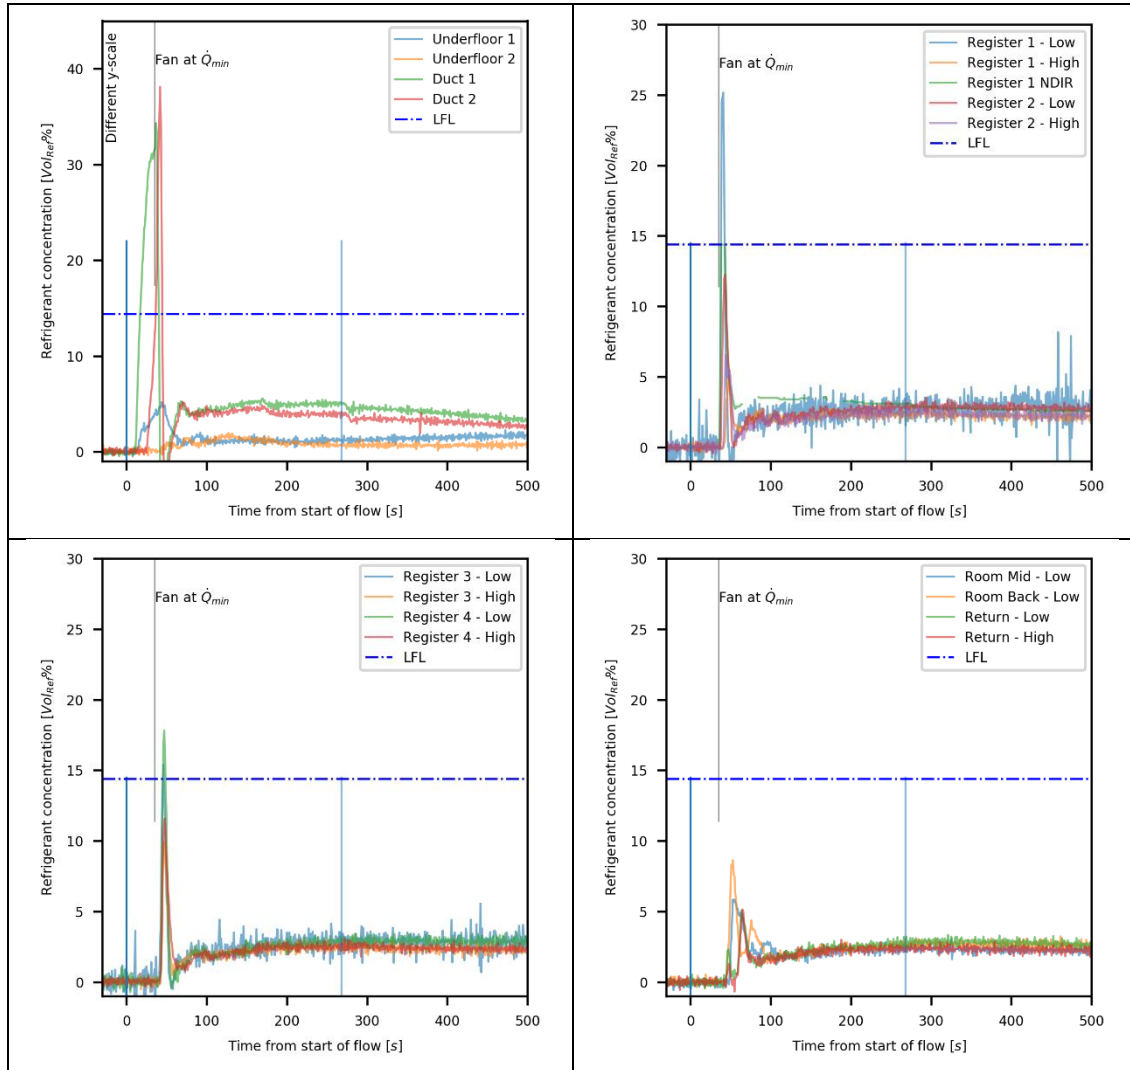 Different y-scale
Fan at Q̇min
Underfloor 1
Underfloor 2
Duct 1
Duct 2
LFL
Refrigerant concentration [VolRef%]
40
30
20
10
0
0 100 200 300 400 500
Time from start of flow [s]
Fan at Q̇min
Register 1 - Low
Register 1 - High
Register 1 NDIR
Register 2 - Low
Register 2 - High
LFL
Refrigerant concentration [VolRef%]
30
25
20
15
10
5
0
0 100 200 300 400 500
Time from start of flow [s]
Fan at Q̇min
Register 3 - Low
Register 3 - High
Register 4 - Low
Register 4 - High
LFL
Refrigerant concentration [VolRef%]
30
25
20
15
10
5
0
0 100 200 300 400 500
Time from start of flow [s]
Fan at Q̇min
Room Mid - Low
Room Back - Low
Return - Low
Return - High
LFL
Refrigerant concentration [VolRef%]
30
25
20
15
10
5
0
0 100 200 300 400 500
Time from start of flow [s]